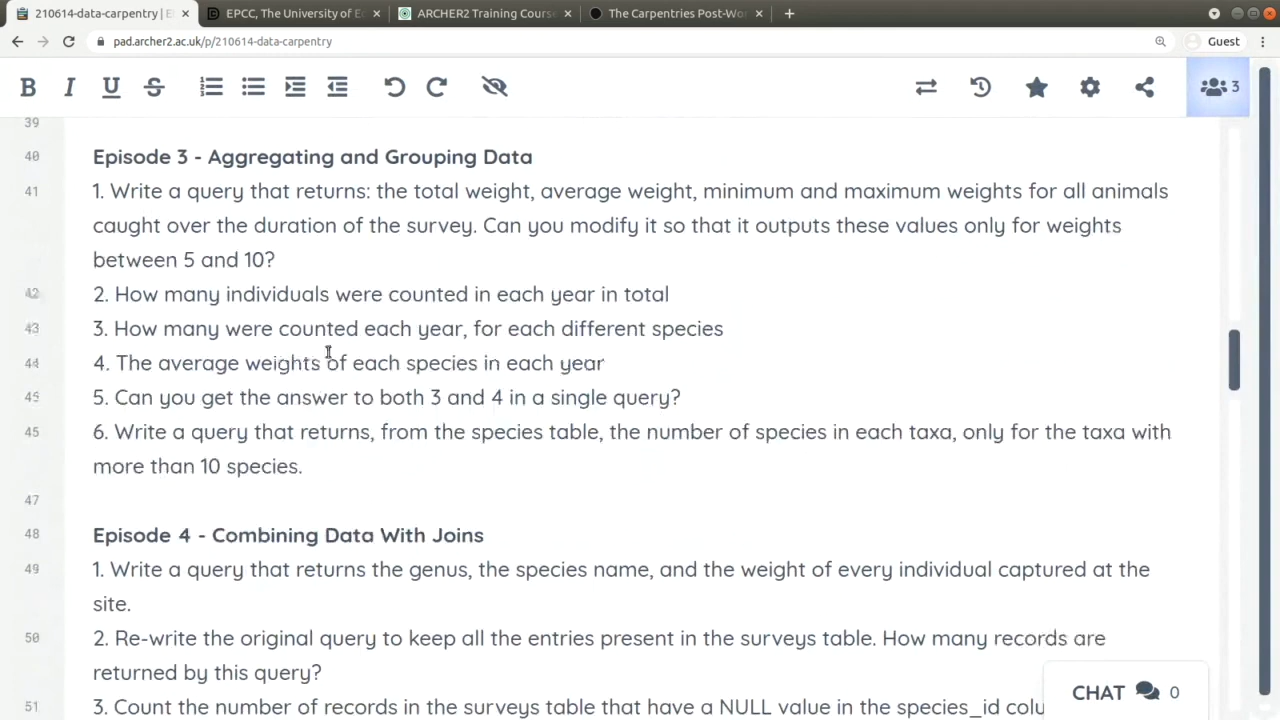 210614-data-carpentry | E
EPCC, The University of Ed
ARCHER2 Training Cours
The Carpentries Post-Wo
pad.archer2.ac.uk/p/210614-data-carpentry
Guest
B I U S
3
39
40 Episode 3 - Aggregating and Grouping Data
41 1. Write a query that returns: the total weight, average weight, minimum and maximum weights for all animals
caught over the duration of the survey. Can you modify it so that it outputs these values only for weights
between 5 and 10?
42 2. How many individuals were counted in each year in total
43 3. How many were counted each year, for each different species
44 4. The average weights of each species in each year
5. Can you get the answer to both 3 and 4 in a single query?
45 6. Write a query that returns, from the species table, the number of species in each taxa, only for the taxa with
more than 10 species.
47
48 Episode 4 - Combining Data With Joins
49 1. Write a query that returns the genus, the species name, and the weight of every individual captured at the
site.
50 2. Re-write the original query to keep all the entries present in the surveys table. How many records are
returned by this query?
51 3. Count the number of records in the surveys table that have a NULL value in the species_id colu
CHAT 0